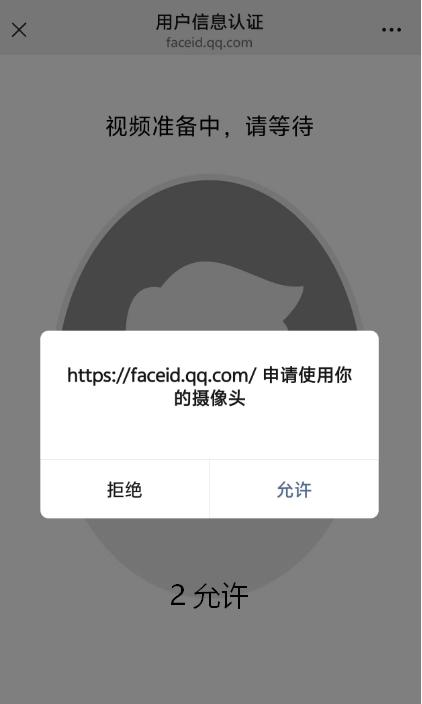 用户信息认证
faceid.qq.com
视频准备中，请等待
https://faceid.qq.com/ 申请使用你
的摄像头
拒绝
允许
2 允许